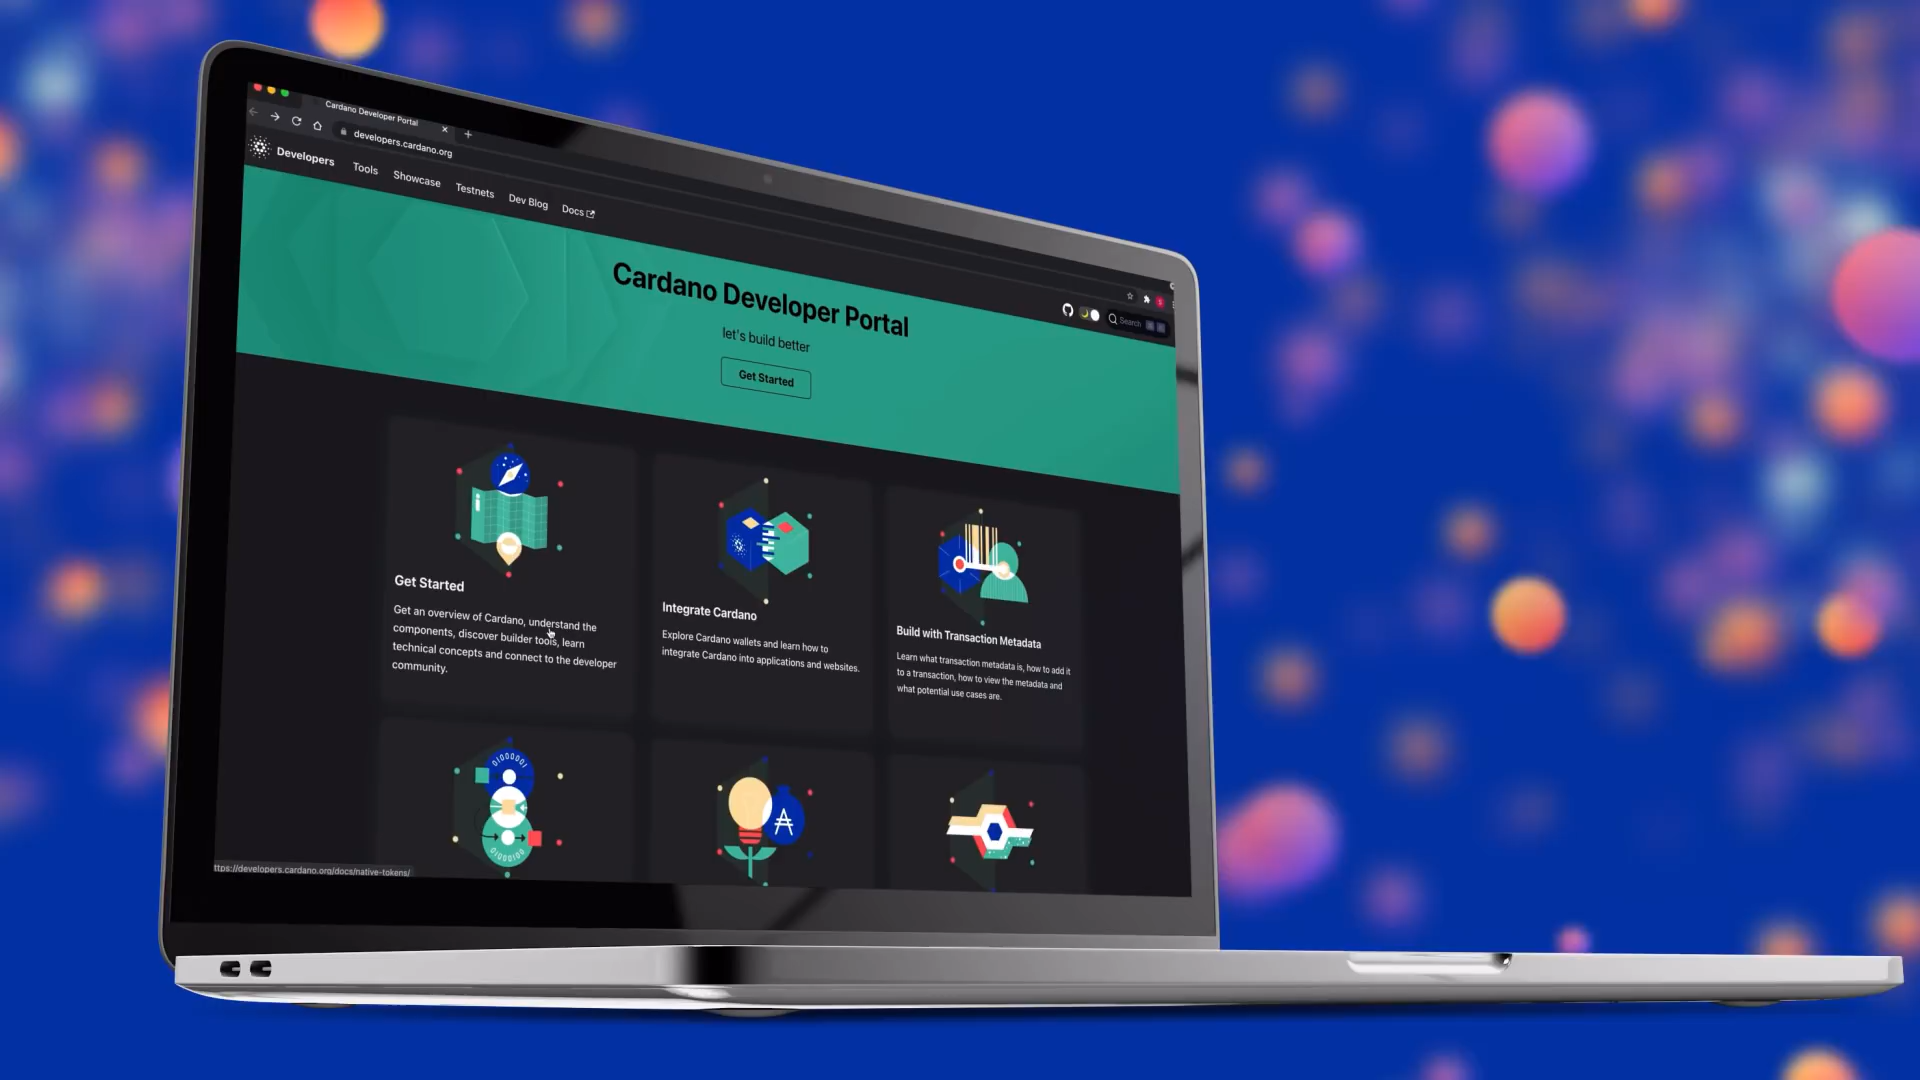 Cardano Developer Portal
developers.cardano.org
Developers Tools Showcase Testnets Dev Blog Docs
Search
Cardano Developer Portal
let's build better
Get Started
Get Started
Get an overview of Cardano, understand the
components, discover builder tools, learn
technical concepts and connect to the developer
community.
Integrate Cardano
Explore Cardano wallets and learn how to
integrate Cardano into applications and websites.
Build with Transaction Metadata
Learn what transaction metadata is, how to add it
to a transaction, how to view the metadata and
what potential use cases are.
ttps://developers.cardano.org/docs/native-tokens/